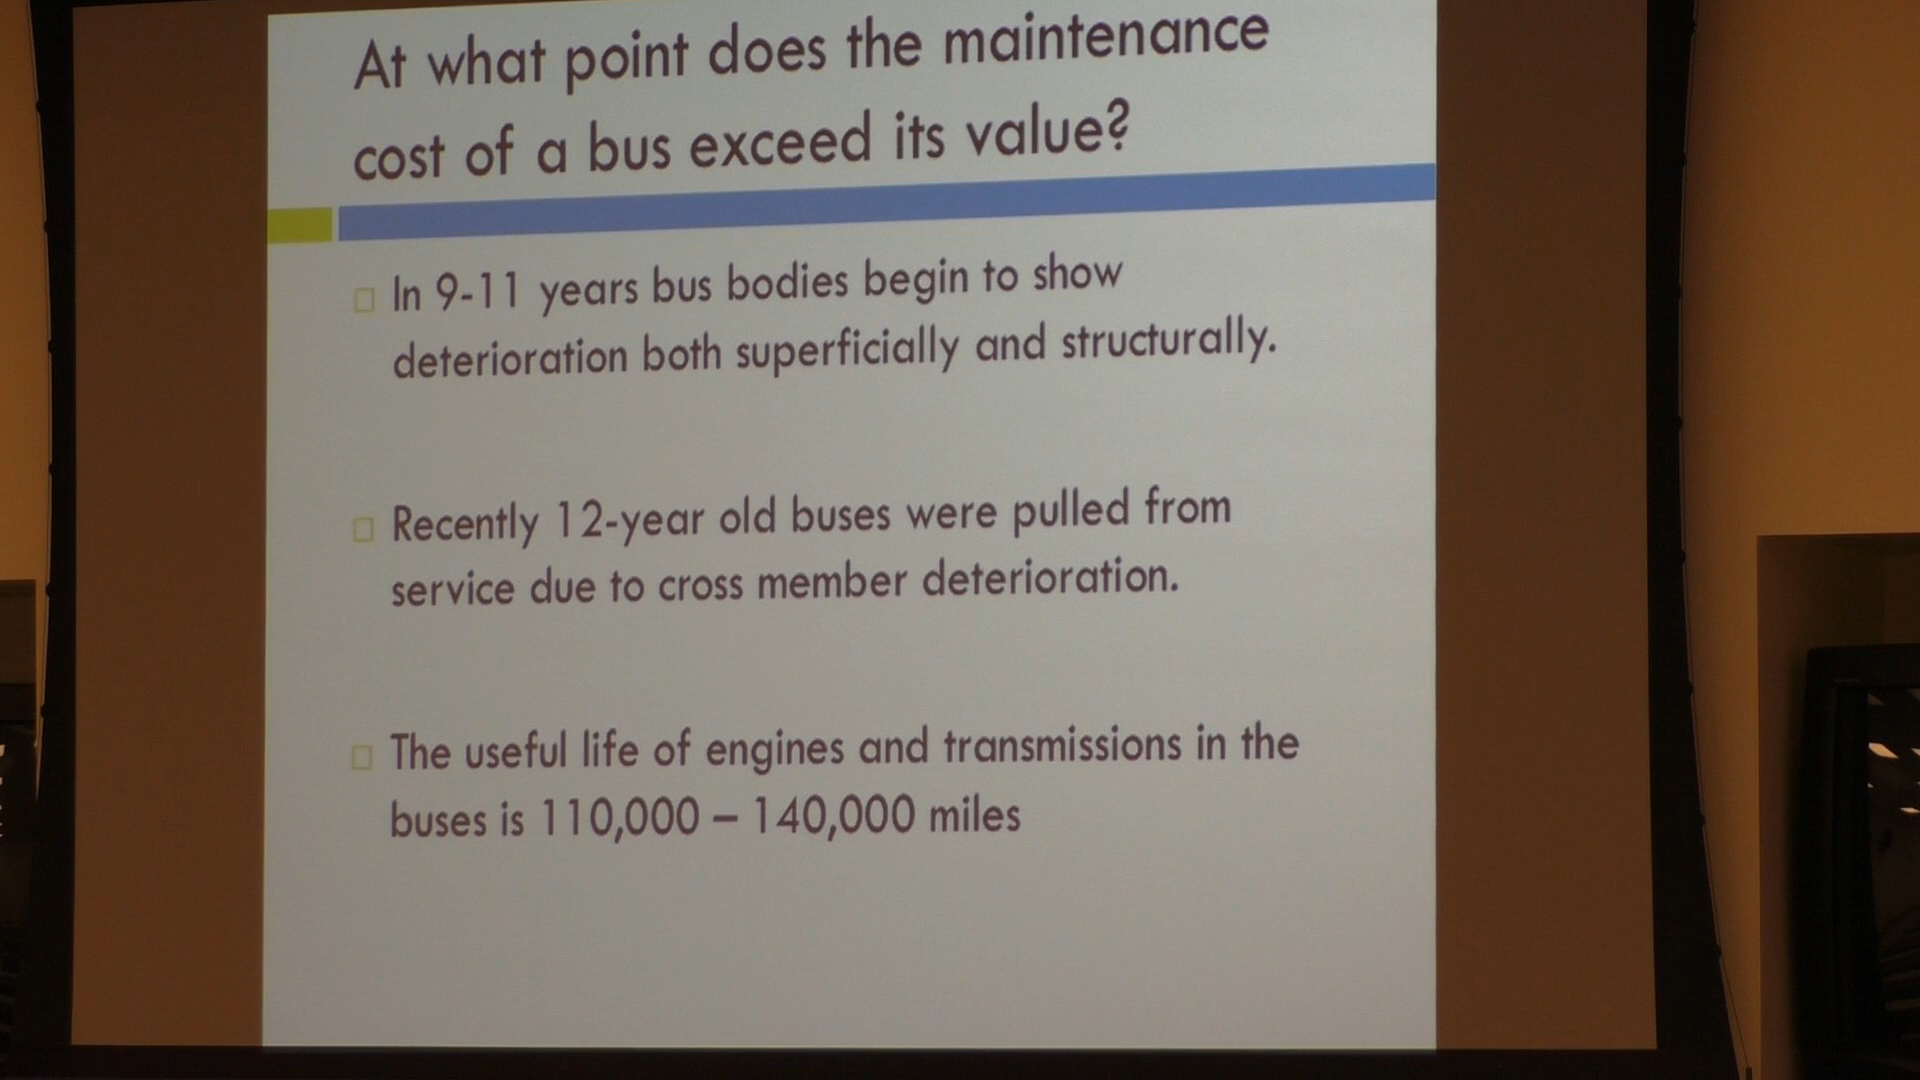 At what point does the maintenance
cost of a bus exceed its value?
In 9-11 years bus bodies begin to show
deterioration both superficially and structurally.
Recently 12-year old buses were pulled from
service due to cross member deterioration.
The useful life of engines and transmissions in the
buses is 110,000 – 140,000 miles